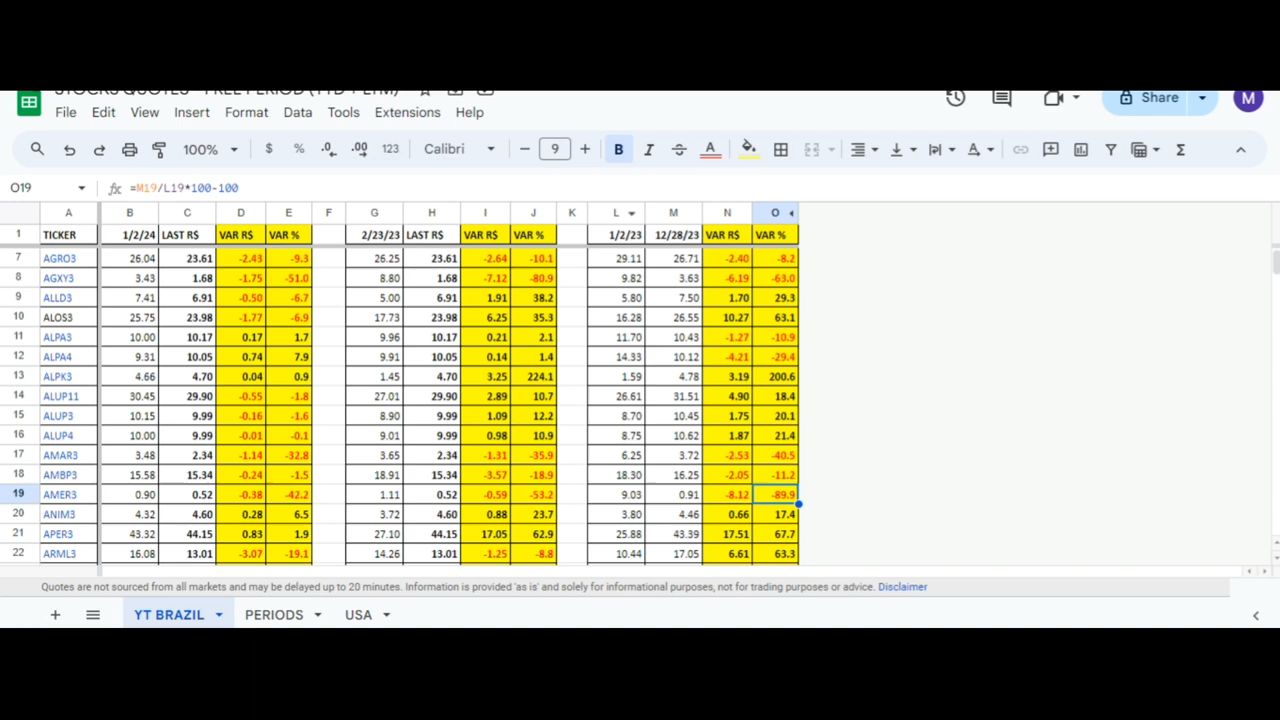 STOCKS QUOTES - FREE PERIOD (YTD + LTM)
File Edit View Insert Format Data Tools Extensions Help
Share M
100% $ % .0 .00 123 Calibri - 9 + B I A Σ
O19 fx =M19/L19*100-100
A B C D E F G H I J K L M N O
1 TICKER 1/2/24 LAST R$ VAR R$ VAR % 2/23/23 LAST R$ VAR R$ VAR % 1/2/23 12/28/23 VAR R$ VAR %
7 AGRO3 26.04 23.61 -2.43 -9.3 26.25 23.61 -2.64 -10.1 29.11 26.71 -2.40 -8.2
8 AGXY3 3.43 1.68 -1.75 -51.0 8.80 1.68 -7.12 -80.9 9.82 3.63 -6.19 -63.0
9 ALLD3 7.41 6.91 -0.50 -6.7 5.00 6.91 1.91 38.2 5.80 7.50 1.70 29.3
10 ALOS3 25.75 23.98 -1.77 -6.9 17.73 23.98 6.25 35.3 16.28 26.55 10.27 63.1
11 ALPA3 10.00 10.17 0.17 1.7 9.96 10.17 0.21 2.1 11.70 10.43 -1.27 -10.9
12 ALPA4 9.31 10.05 0.74 7.9 9.91 10.05 0.14 1.4 14.33 10.12 -4.21 -29.4
13 ALPK3 4.66 4.70 0.04 0.9 1.45 4.70 3.25 224.1 1.59 4.78 3.19 200.6
14 ALUP11 30.45 29.90 -0.55 -1.8 27.01 29.90 2.89 10.7 26.61 31.51 4.90 18.4
15 ALUP3 10.15 9.99 -0.16 -1.6 8.90 9.99 1.09 12.2 8.70 10.45 1.75 20.1
16 ALUP4 10.00 9.99 -0.01 -0.1 9.01 9.99 0.98 10.9 8.75 10.62 1.87 21.4
17 AMAR3 3.48 2.34 -1.14 -32.8 3.65 2.34 -1.31 -35.9 6.25 3.72 -2.53 -40.5
18 AMBP3 15.58 15.34 -0.24 -1.5 18.91 15.34 -3.57 -18.9 18.30 16.25 -2.05 -11.2
19 AMER3 0.90 0.52 -0.38 -42.2 1.11 0.52 -0.59 -53.2 9.03 0.91 -8.12 -89.9
20 ANIM3 4.32 4.60 0.28 6.5 3.72 4.60 0.88 23.7 3.80 4.46 0.66 17.4
21 APER3 43.32 44.15 0.83 1.9 27.10 44.15 17.05 62.9 25.88 43.39 17.51 67.7
22 ARML3 16.08 13.01 -3.07 -19.1 14.26 13.01 -1.25 -8.8 10.44 17.05 6.61 63.3
Quotes are not sourced from all markets and may be delayed up to 20 minutes. Information is provided 'as is' and solely for informational purposes, not for trading purposes or advice. Disclaimer
+ YT BRAZIL PERIODS USA